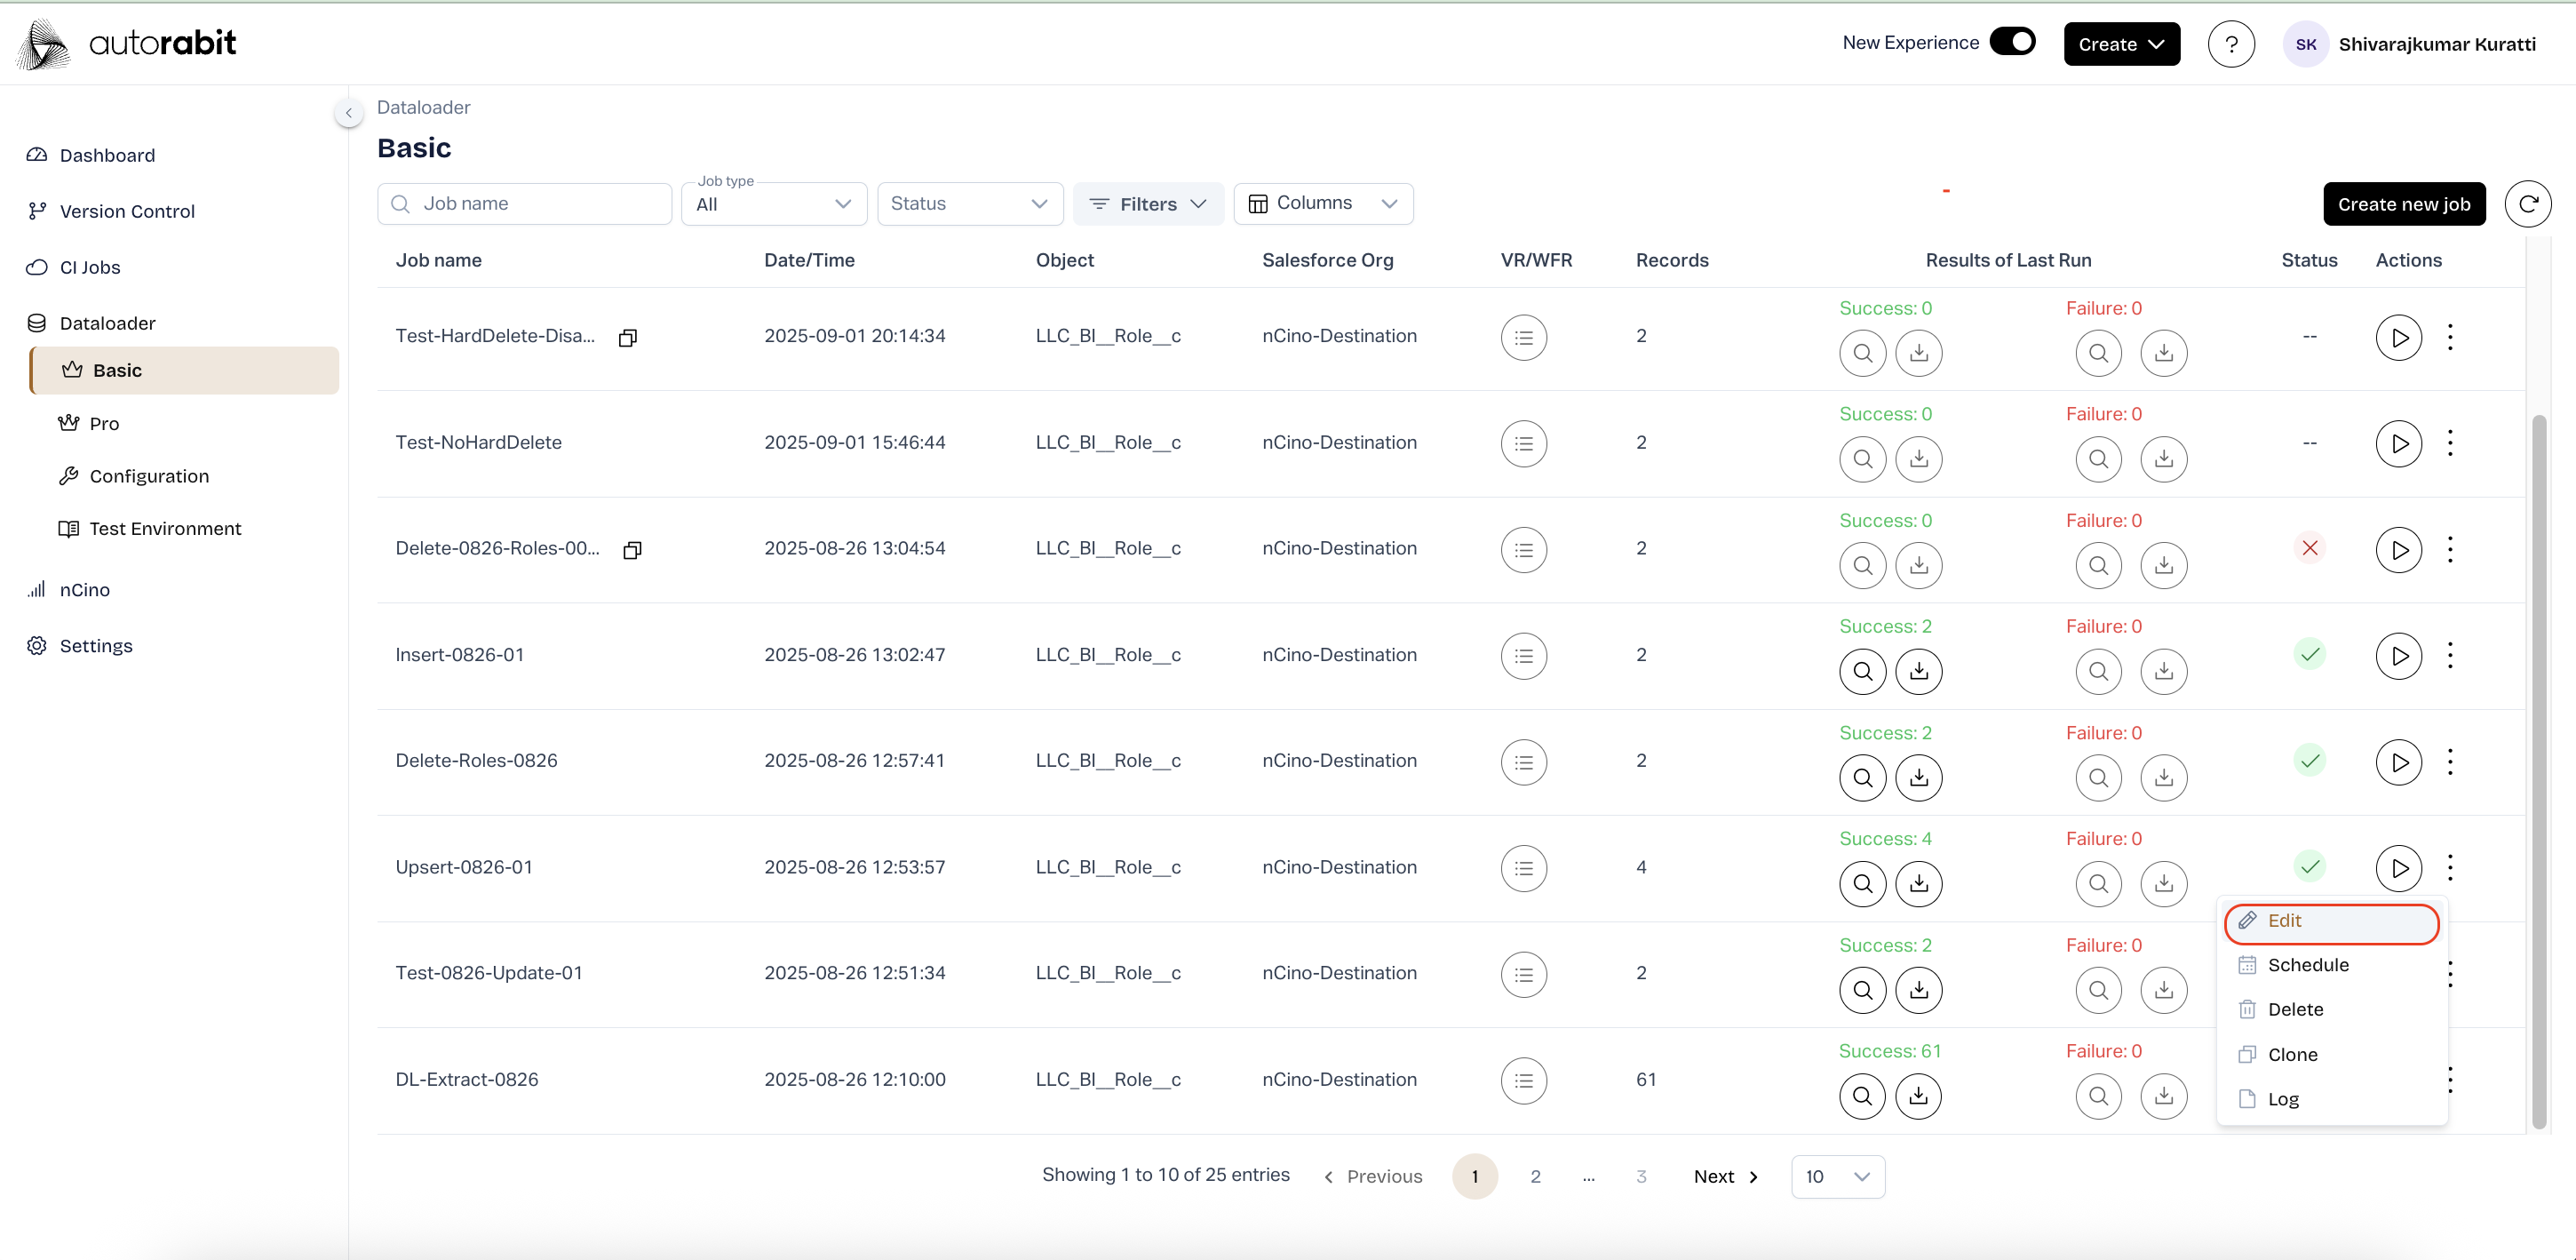 autorabit
New Experience
Create
?
SK
Shivarajkumar Kuratti
Dashboard
Version Control
CI Jobs
Dataloader
Basic
Pro
Configuration
Test Environment
nCino
Settings
Dataloader
Basic
Job name
Job type
All
Status
Filters
Columns
-
Create new job
Job name Date/Time Object Salesforce Org VR/WFR Records Results of Last Run Status Actions
Success: 0 Failure: 0
Test-HardDelete-Disa... 2025-09-01 20:14:34 LLC_BI__Role__c nCino-Destination 2 --
Success: 0 Failure: 0
Test-NoHardDelete 2025-09-01 15:46:44 LLC_BI__Role__c nCino-Destination 2 --
Success: 0 Failure: 0
Delete-0826-Roles-00... 2025-08-26 13:04:54 LLC_BI__Role__c nCino-Destination 2
Success: 2 Failure: 0
Insert-0826-01 2025-08-26 13:02:47 LLC_BI__Role__c nCino-Destination 2
Success: 2 Failure: 0
Delete-Roles-0826 2025-08-26 12:57:41 LLC_BI__Role__c nCino-Destination 2
Success: 4 Failure: 0
Upsert-0826-01 2025-08-26 12:53:57 LLC_BI__Role__c nCino-Destination 4
Success: 2 Failure: 0
Test-0826-Update-01 2025-08-26 12:51:34 LLC_BI__Role__c nCino-Destination 2
Success: 61 Failure: 0
DL-Extract-0826 2025-08-26 12:10:00 LLC_BI__Role__c nCino-Destination 61
Edit
Schedule
Delete
Clone
Log
Showing 1 to 10 of 25 entries Previous 1 2 ... 3 Next 10